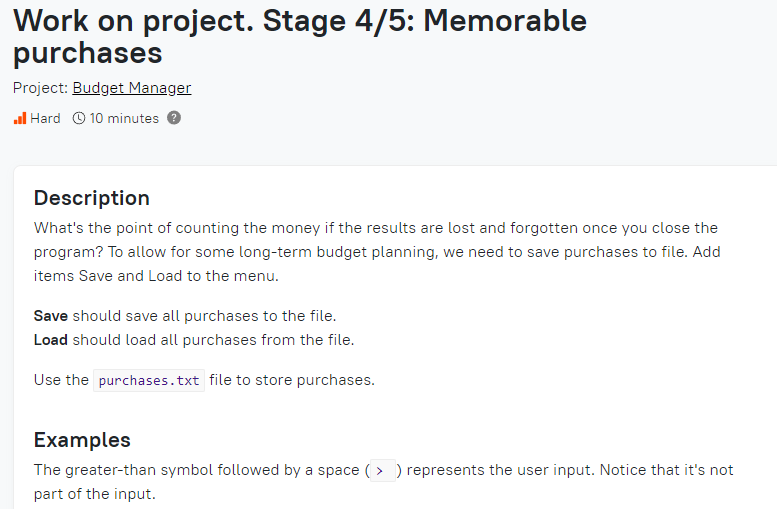 Work on project. Stage 4/5: Memorable
purchases
Project: Budget Manager
Hard 10 minutes ?
Description
What's the point of counting the money if the results are lost and forgotten once you close the
program? To allow for some long-term budget planning, we need to save purchases to file. Add
items Save and Load to the menu.
Save should save all purchases to the file.
Load should load all purchases from the file.
Use the purchases.txt file to store purchases.
Examples
The greater-than symbol followed by a space (> ) represents the user input. Notice that it's not
part of the input.